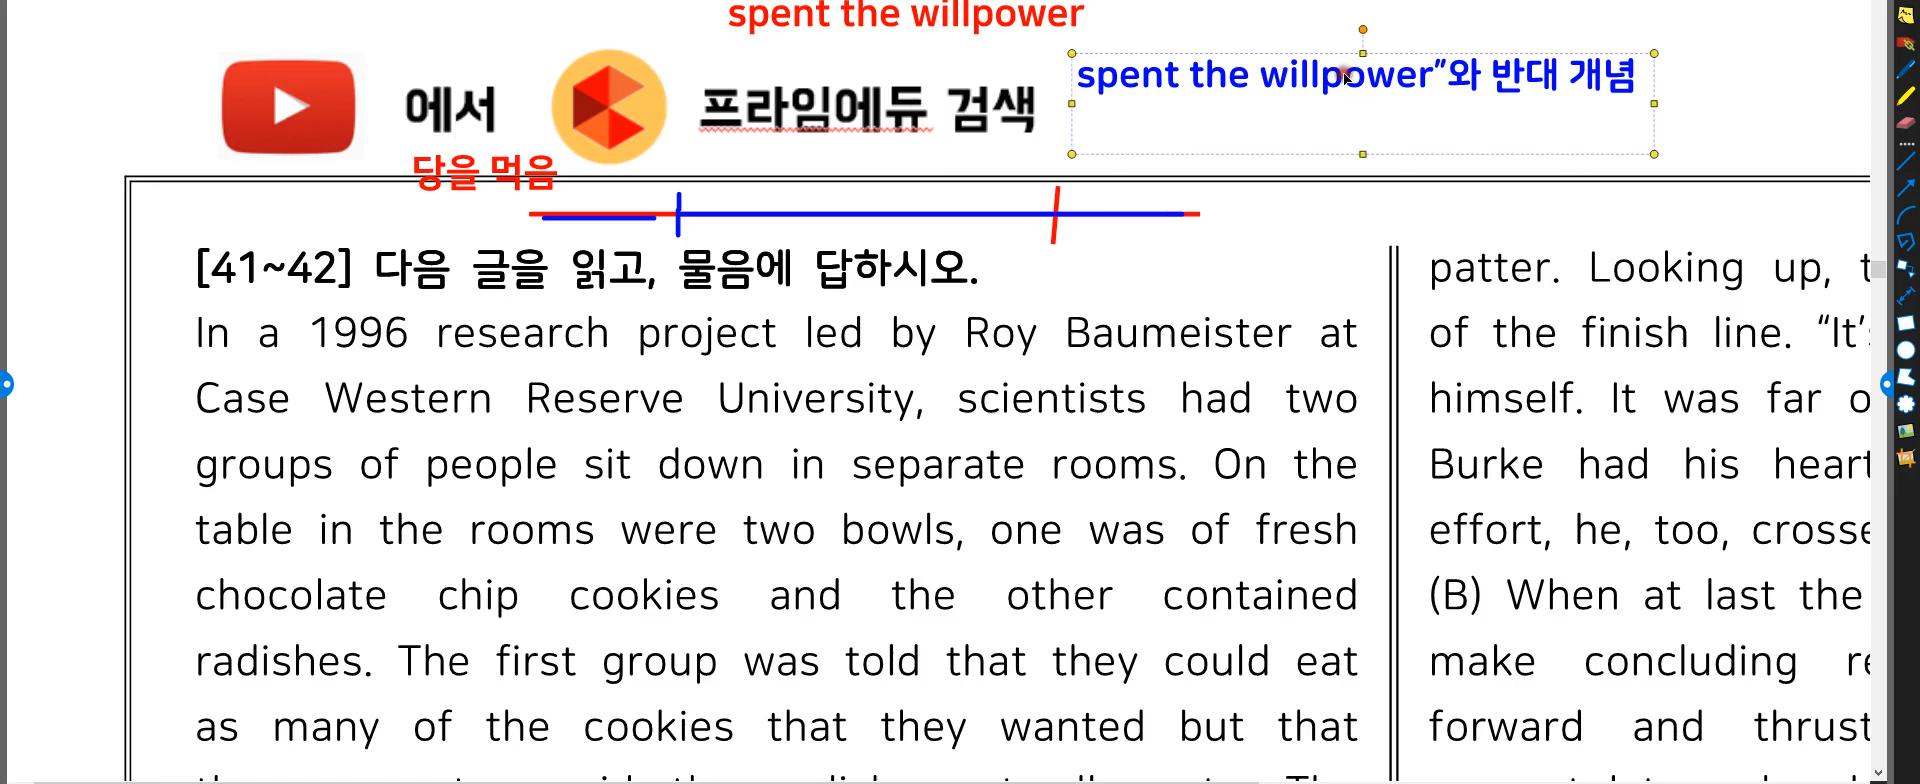 spent the willpower
에서 프라임에듀 검색
spent the willpower”와 반대 개념
당을 먹음
[41~42] 다음 글을 읽고, 물음에 답하시오.
In a 1996 research project led by Roy Baumeister at
Case Western Reserve University, scientists had two
groups of people sit down in separate rooms. On the
table in the rooms were two bowls, one was of fresh
chocolate chip cookies and the other contained
radishes. The first group was told that they could eat
as many of the cookies that they wanted but that
patter. Looking up,
of the finish line. “It’s
himself. It was far
Burke had his heart
effort, he, too,
(B) When at last the
make concluding
forward and thrust